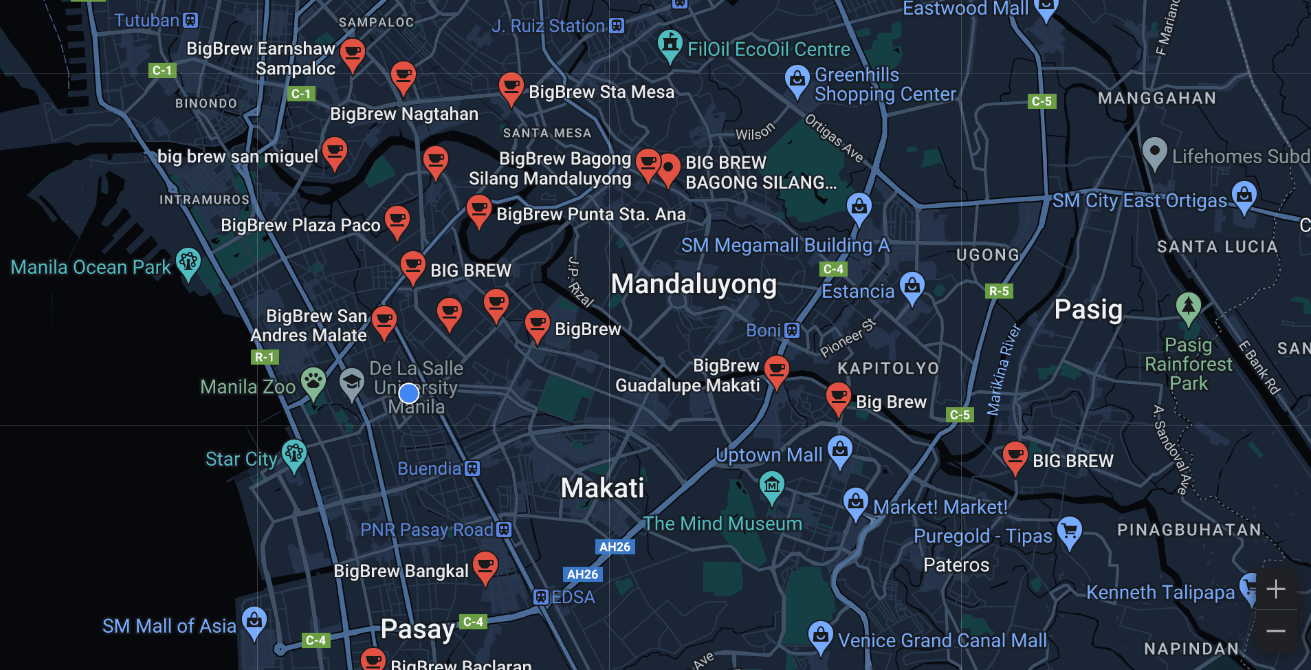 Tutuban
SAMPALOC
J. Ruiz Station
Eastwood Mall
F Mariano
BigBrew Earnshaw
Sampaloc
FilOil EcoOil Centre
C-1
C-1
BINONDO
BigBrew Nagtahan
BigBrew Sta Mesa
Greenhills
Shopping Center
C-5
MANGGAHAN
SANTA MESA
Wilson
Ortigas Ave
big brew san miguel
BigBrew Bagong
Silang Mandaluyong
BIG BREW
BAGONG SILANG...
Lifehomes Subd
INTRAMUROS
BigBrew Plaza Paco
BigBrew Punta Sta. Ana
SM City East Ortigas
C
SM Megamall Building A
UGONG
SANTA LUCIA
Manila Ocean Park
BIG BREW
J.P. Rizal
Mandaluyong
C-4
Estancia
R-5
Pasig
BigBrew San
Andres Malate
BigBrew
Boni
Pioneer St
Marikina River
Pasig
Rainforest
Park
E Bank Rd
SAN
R-1
Manila Zoo
De La Salle
University
Manila
BigBrew
Guadalupe Makati
KAPITOLYO
Big Brew
C-5
A. Sandoval Ave
Star City
Buendia
Uptown Mall
BIG BREW
Makati
The Mind Museum
Market! Market!
PNR Pasay Road
AH26
Puregold - Tipas
PINAGBUHATAN
Pateros
BigBrew Bangkal
AH26
EDSA
Kenneth Talipapa
SM Mall of Asia
C-4
Pasay
C-4
Venice Grand Canal Mall
NAPINDAN
BigBrew Baclaran
Ave